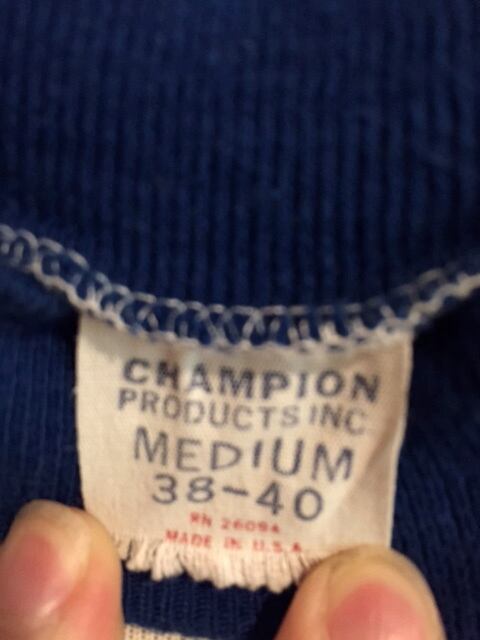 CHAMPION
PRODUCTS INC.
MEDIUM
38-40
RN 26094
MADE IN U.S.A.